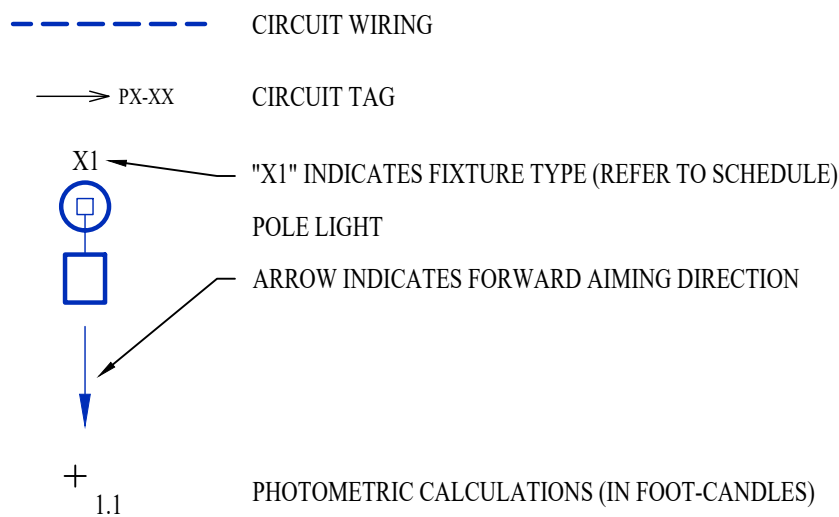 CIRCUIT WIRING
PX-XX CIRCUIT TAG
X1
"X1" INDICATES FIXTURE TYPE (REFER TO SCHEDULE)
POLE LIGHT
ARROW INDICATES FORWARD AIMING DIRECTION
1.1 PHOTOMETRIC CALCULATIONS (IN FOOT-CANDLES)